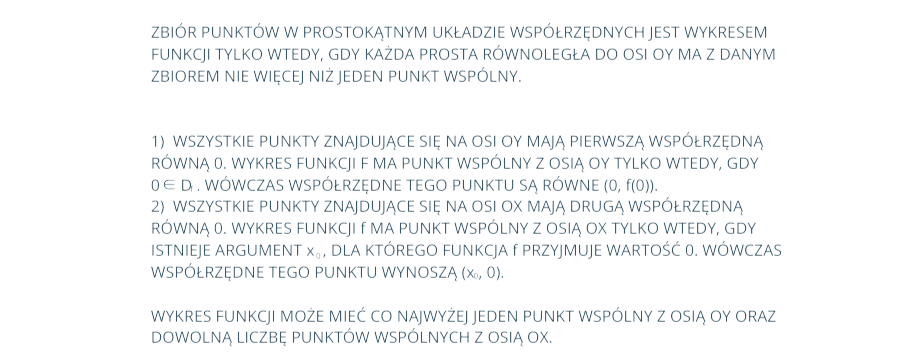 ZBIÓR PUNKTÓW W PROSTOKĄTNYM UKŁADZIE WSPÓŁRZĘDNYCH JEST WYKRESEM
FUNKCJI TYLKO WTEDY, GDY KAŻDA PROSTA RÓWNOLEGŁA DO OSI OY MA Z DANYM
ZBIOREM NIE WIĘCEJ NIŻ JEDEN PUNKT WSPÓLNY.
1) WSZYSTKIE PUNKTY ZNAJDUJĄCE SIĘ NA OSI OY MAJĄ PIERWSZĄ WSPÓŁRZĘDNĄ
RÓWNĄ 0. WYKRES FUNKCJI F MA PUNKT WSPÓLNY Z OSIĄ OY TYLKO WTEDY, GDY
0 ∈ Df . WÓWCZAS WSPÓŁRZĘDNE TEGO PUNKTU SĄ RÓWNE (0, f(0)).
2) WSZYSTKIE PUNKTY ZNAJDUJĄCE SIĘ NA OSI OX MAJĄ DRUGĄ WSPÓŁRZĘDNĄ
RÓWNĄ 0. WYKRES FUNKCJI f MA PUNKT WSPÓLNY Z OSIĄ OX TYLKO WTEDY, GDY
ISTNIEJE ARGUMENT x₀, DLA KTÓREGO FUNKCJA f PRZYJMUJE WARTOŚĆ 0. WÓWCZAS
WSPÓŁRZĘDNE TEGO PUNKTU WYNOSZĄ (x₀, 0).
WYKRES FUNKCJI MOŻE MIEĆ CO NAJWYŻEJ JEDEN PUNKT WSPÓLNY Z OSIĄ OY ORAZ
DOWOLNĄ LICZBĘ PUNKTÓW WSPÓLNYCH Z OSIĄ OX.